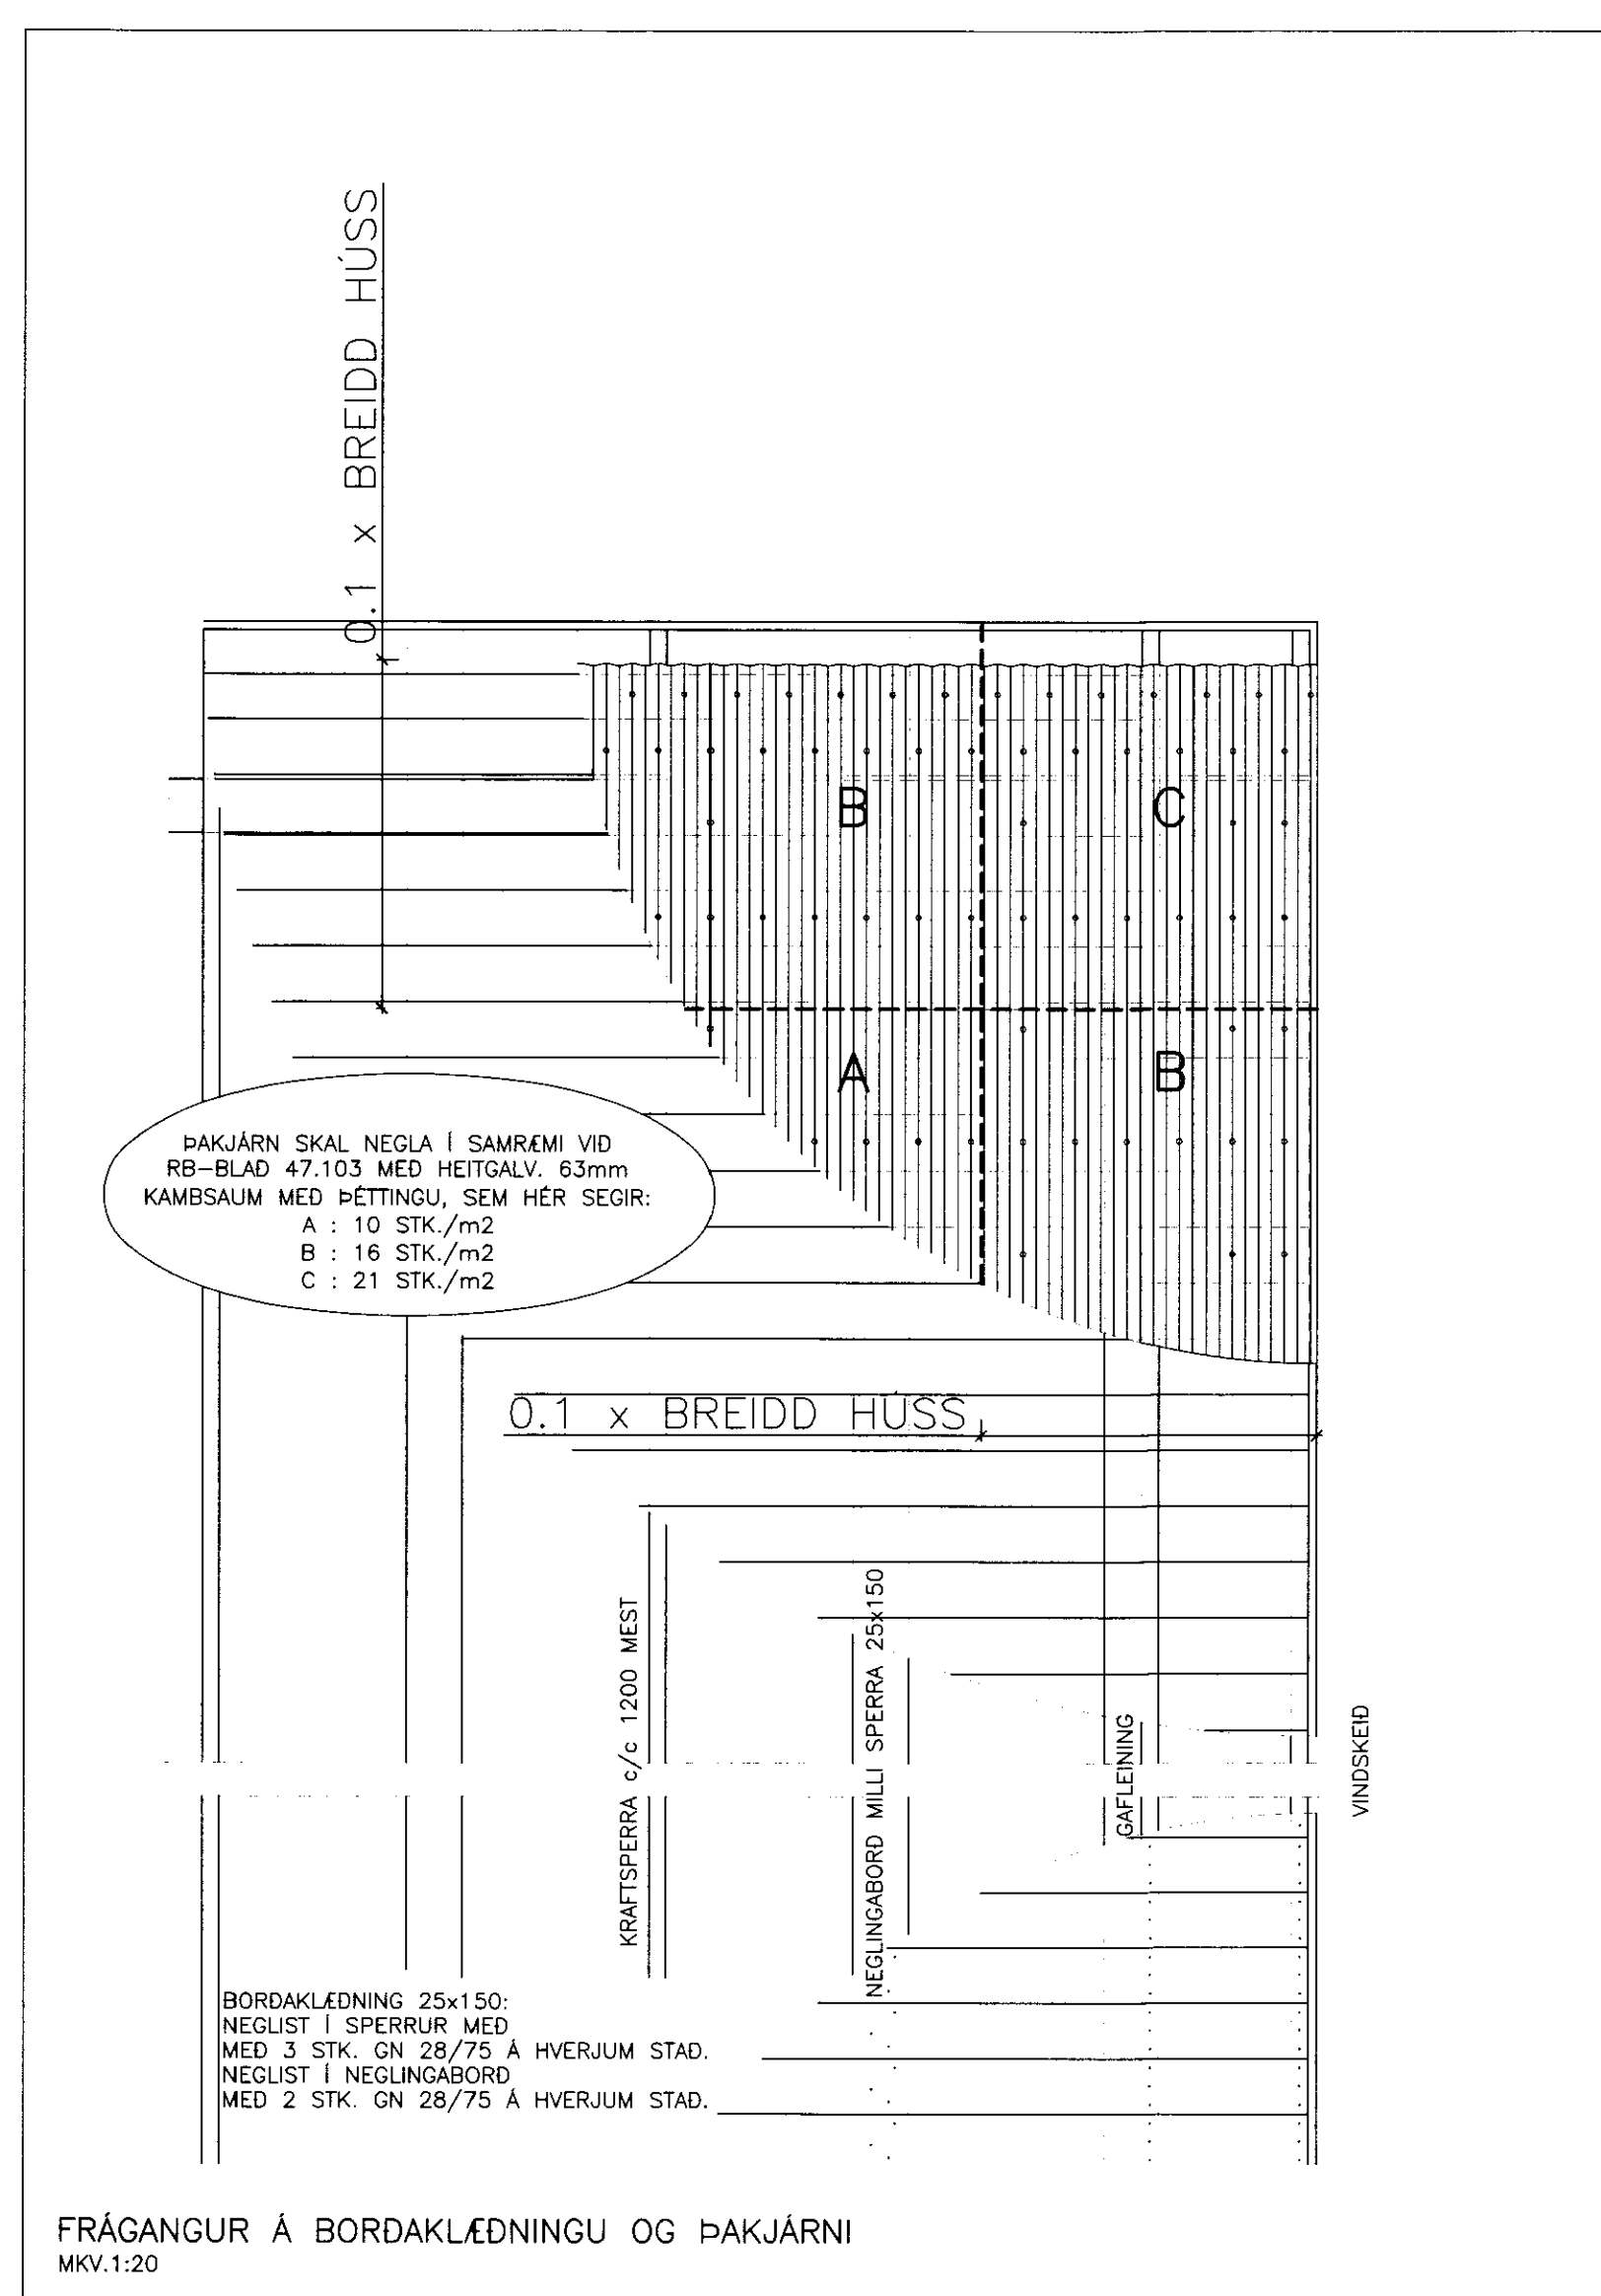 0.1 x BREIDD HÚSS
B
C
A
B
ÞAKJÁRN SKAL NEGLA Í SAMRÆMI VIÐ
RB-BLAÐ 47.103 MEÐ HEITGALV. 63mm
KAMBSAUM MEÐ ÞÉTTINGU, SEM HÉR SEGIR:
A : 10 STK./m2
B : 16 STK./m2
C : 21 STK./m2
0.1 x BREIDD HÚSS
KRAFTSPERRA c/c 1200 MEST
NEGLINGABORÐ MILLI SPERRA 25x150
GAFLEINING
VINDSKEIÐ
BORÐAKLÆÐNING 25x150:
NEGLIST Í SPERRUR MEÐ
MEÐ 3 STK. GN 28/75 Á HVERJUM STAÐ.
NEGLIST Í NEGLINGABORÐ
MEÐ 2 STK. GN 28/75 Á HVERJUM STAÐ.
FRÁGANGUR Á BORÐAKLÆÐNINGU OG ÞAKJÁRNI
MKV.1:20